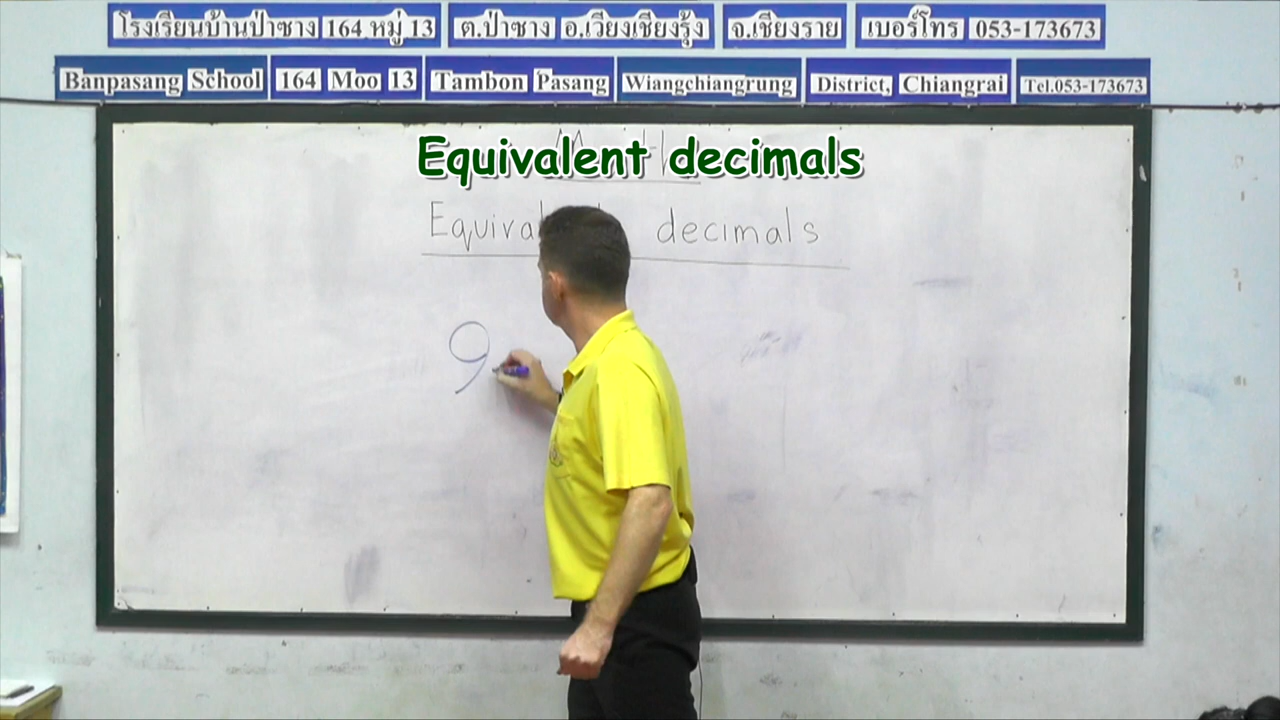 โรงเรียนบ้านป่าซาง 164 หมู่ 13 ต.ป่าซาง อ.เวียงเชียงรุ้ง จ.เชียงราย เบอร์โทร 053-173673
Banpasang School 164 Moo 13 Tambon Pasang Wiangchiangrung District, Chiangrai Tel.053-173673
Equivalent decimals
decimals
9